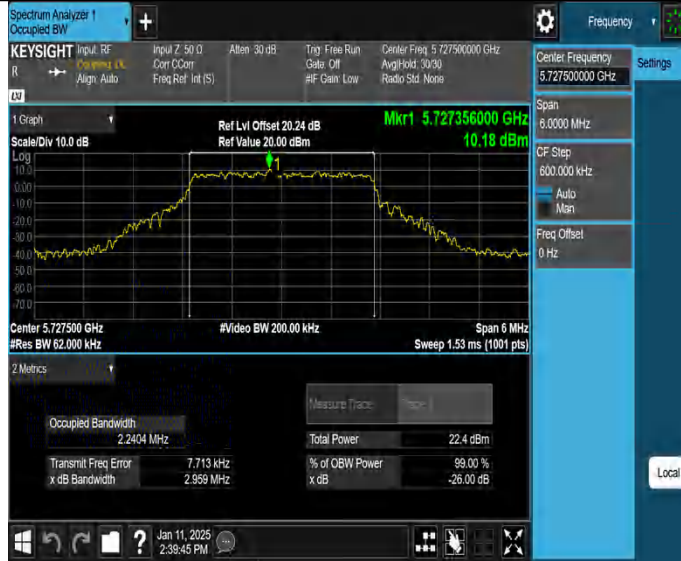 Spectrum Analyzer 1
Occupied BW
+
Frequency
KEYSIGHT
Input: RF
Input Z: 50 Ω
Atten: 30 dB
Trig: Free Run
Center Freq: 5.727500000 GHz
R
Corr CCorr
Gate: Off
Avg|Hold: 30/30
Align: Auto
Freq Ref: Int (S)
#IF Gain: Low
Radio Std: None
LXI
Center Frequency
5.727500000 GHz
Settings
Span
6.0000 MHz
CF Step
600.000 kHz
Auto
Man
Freq Offset
0 Hz
1 Graph
Scale/Div 10.0 dB
Ref Lvl Offset 20.24 dB
Ref Value 20.00 dBm
Mkr1 5.727356000 GHz
10.18 dBm
Log
10.0
0.00
-10.0
-20.0
-30.0
-40.0
-50.0
-60.0
-70.0
1
Center 5.727500 GHz
#Video BW 200.00 kHz
Span 6 MHz
#Res BW 62.000 kHz
Sweep 1.53 ms (1001 pts)
2 Metrics
Measure Trace
Trace 1
Occupied Bandwidth
2.2404 MHz
Total Power 22.4 dBm
Transmit Freq Error 7.713 kHz
% of OBW Power 99.00 %
x dB Bandwidth 2.959 MHz
x dB -26.00 dB
Local
?
Jan 11, 2025
2:39:45 PM